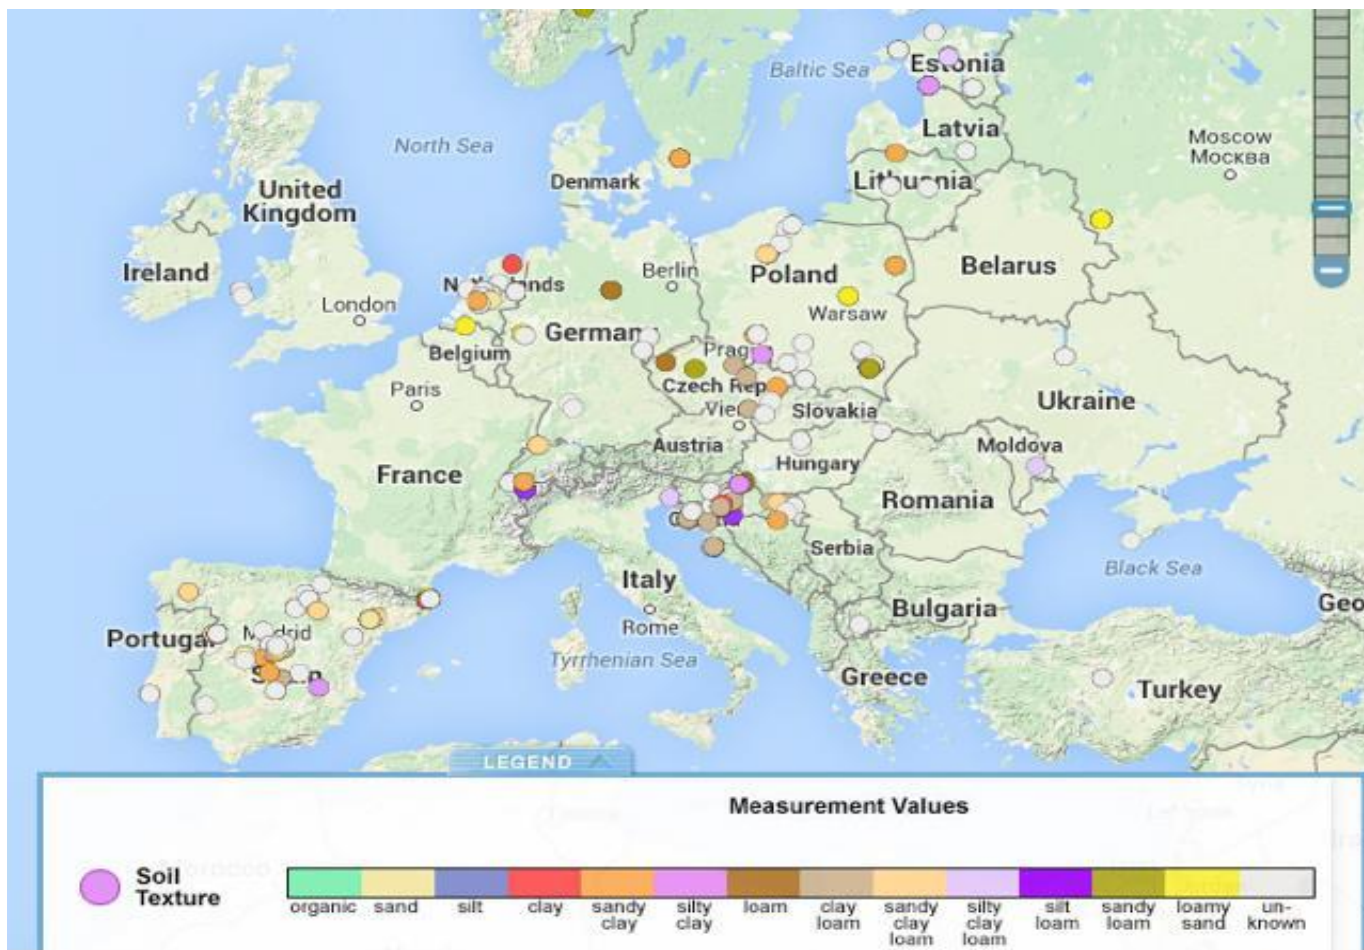 Baltic Sea
Estonia
Latvia
Moscow
Москва
North Sea
Denmark
Lithuania
United
Kingdom
Ireland
London
Berlin
Poland
Belarus
Warsaw
Germany
Belgium
Paris
Czech Rep
Slovakia
Ukraine
Austria
Hungary
Moldova
France
Romania
Serbia
Italy
Rome
Bulgaria
Black Sea
Geo
Portugal
Madrid
Tyrrhenian Sea
Greece
Turkey
LEGEND
Measurement Values
Soil
Texture
organic sand silt clay sandy clay silty clay loam clay loam sandy clay loam silty clay loam silt loam sandy loam loamy sand un-known